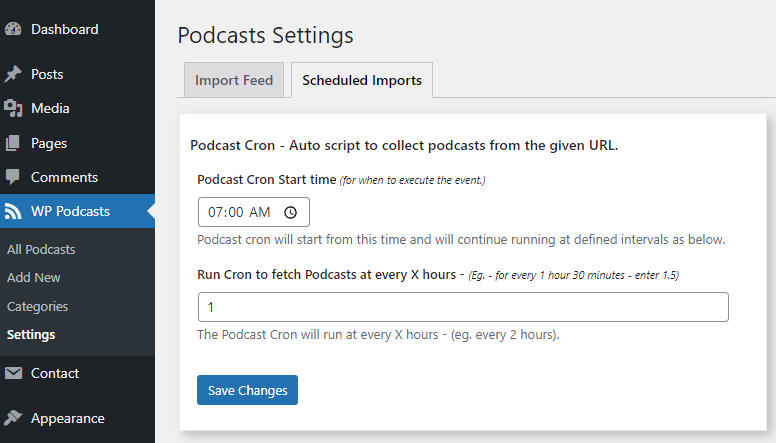 Dashboard
Posts
Media
Pages
Comments
WP Podcasts
All Podcasts
Add New
Categories
Settings
Contact
Appearance
Podcasts Settings
Import Feed
Scheduled Imports
Podcast Cron - Auto script to collect podcasts from the given URL.
Podcast Cron Start time (for when to execute the event.)
07:00 AM
Podcast cron will start from this time and will continue running at defined intervals as below.
Run Cron to fetch Podcasts at every X hours - (Eg. - for every 1 hour 30 minutes - enter 1.5)
1
The Podcast Cron will run at every X hours - (eg. every 2 hours).
Save Changes